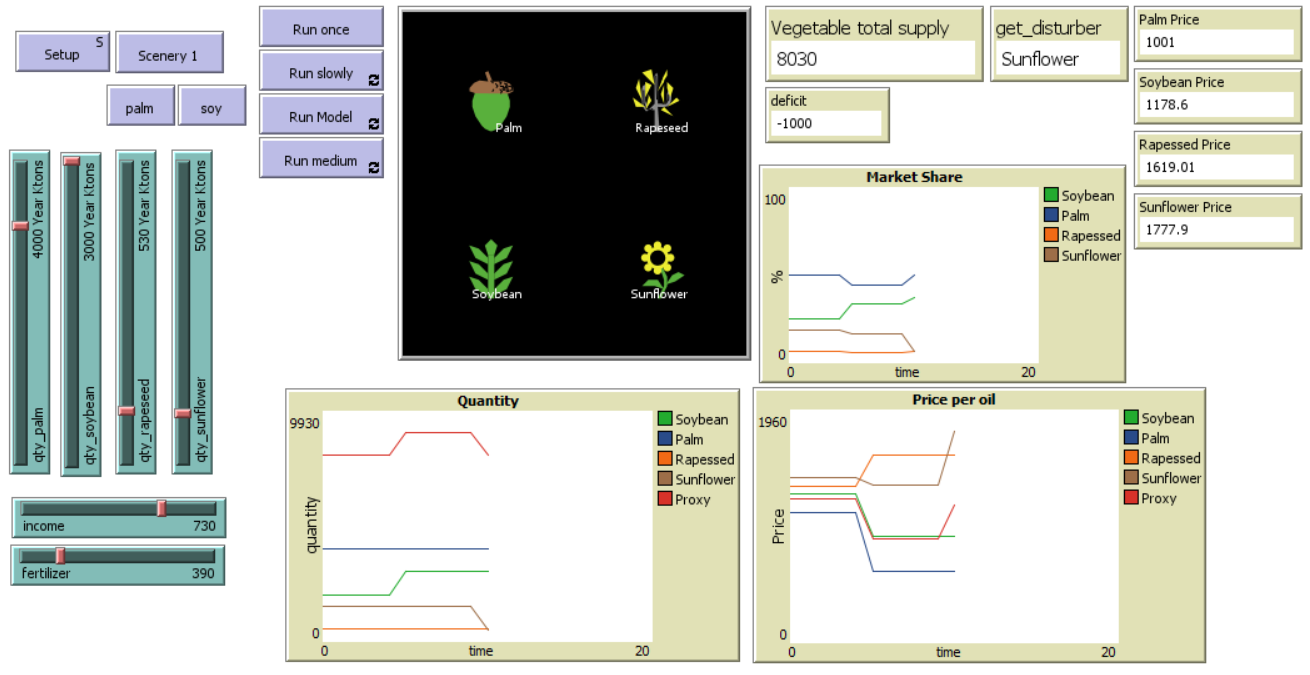 Setup
S
Scenery 1
palm
soy
4000 Year Ktons
qty_palm
3000 Year Ktons
qty_soybean
530 Year Ktons
qty_rapeseed
500 Year Ktons
qty_sunflower
income 730
fertilizer 390
Run once
Run slowly
Run Model
Run medium
Palm
Rapeseed
Soybean
Sunflower
Vegetable total supply
8030
get_disturber
Sunflower
deficit
-1000
Palm Price
1001
Soybean Price
1178.6
Rapessed Price
1619.01
Sunflower Price
1777.9
Market Share
100
%
0
0 time 20
Soybean
Palm
Rapessed
Sunflower
Quantity
9930
quantity
0
0 time 20
Soybean
Palm
Rapessed
Sunflower
Proxy
Price per oil
1960
Price
0
0 time 20
Soybean
Palm
Rapessed
Sunflower
Proxy